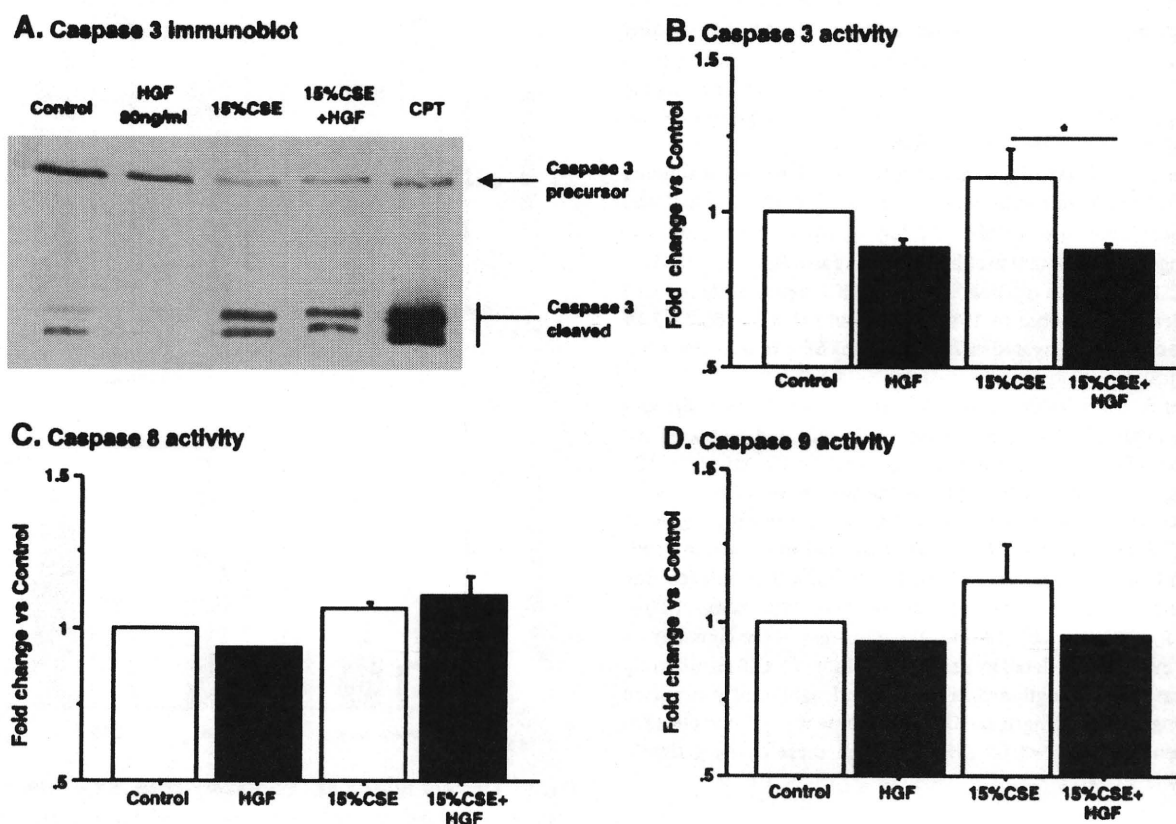 A. Caspase 3 immunoblot
Control
HGF
80ng/ml
15%CSE
15%CSE
+HGF
CPT
Caspase 3
precursor
Caspase 3
cleaved
B. Caspase 3 activity
Fold change vs Control
1.5
1
.5
*
Control
HGF
15%CSE
15%CSE+
HGF
C. Caspase 8 activity
Fold change vs Control
1.5
1
.5
Control
HGF
15%CSE
15%CSE+
HGF
D. Caspase 9 activity
Fold change vs Control
1.5
1
.5
Control
HGF
15%CSE
15%CSE+
HGF